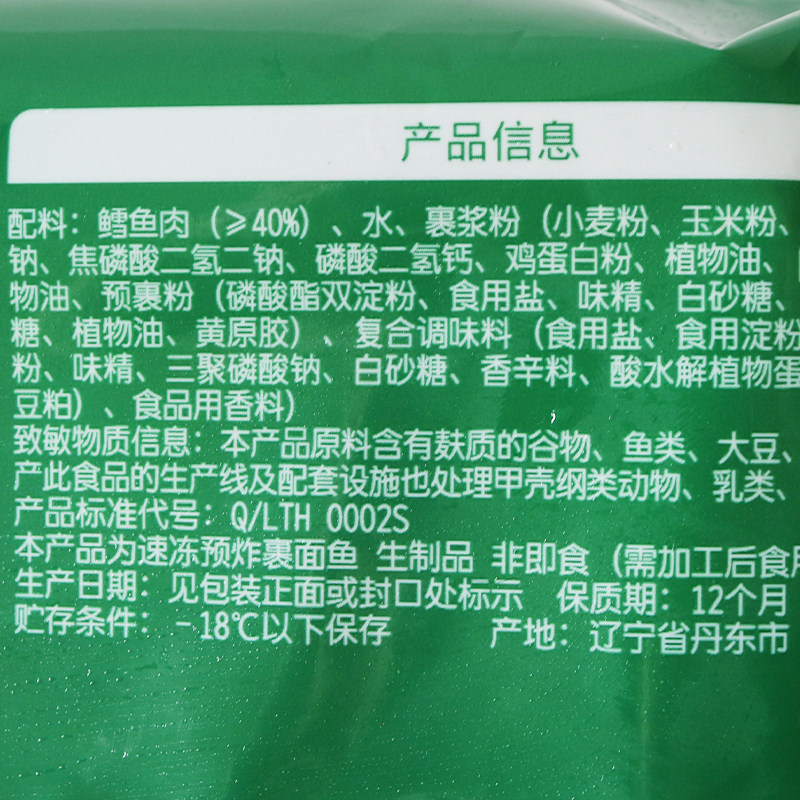 产品信息
配料：鳕鱼肉（≥40%）、水、裹浆粉（小麦粉、玉米粉、
钠、焦磷酸二氢二钠、磷酸二氢钙、鸡蛋白粉、植物油、
物油、预裹粉（磷酸酯双淀粉、食用盐、味精、白砂糖、
糖、植物油、黄原胶）、复合调味料（食用盐、食用淀粉
粉、味精、三聚磷酸钠、白砂糖、香辛料、酸水解植物蛋
豆粕）、食品用香料）
致敏物质信息：本产品原料含有麸质的谷物、鱼类、大豆、
产此食品的生产线及配套设施也处理甲壳纲类动物、乳类、
产品标准代号：Q/LTH 0002S
本产品为速冻预炸裹面鱼 生制品 非即食（需加工后食用
生产日期：见包装正面或封口处标示 保质期：12个月
贮存条件：-18℃以下保存 产地：辽宁省丹东市